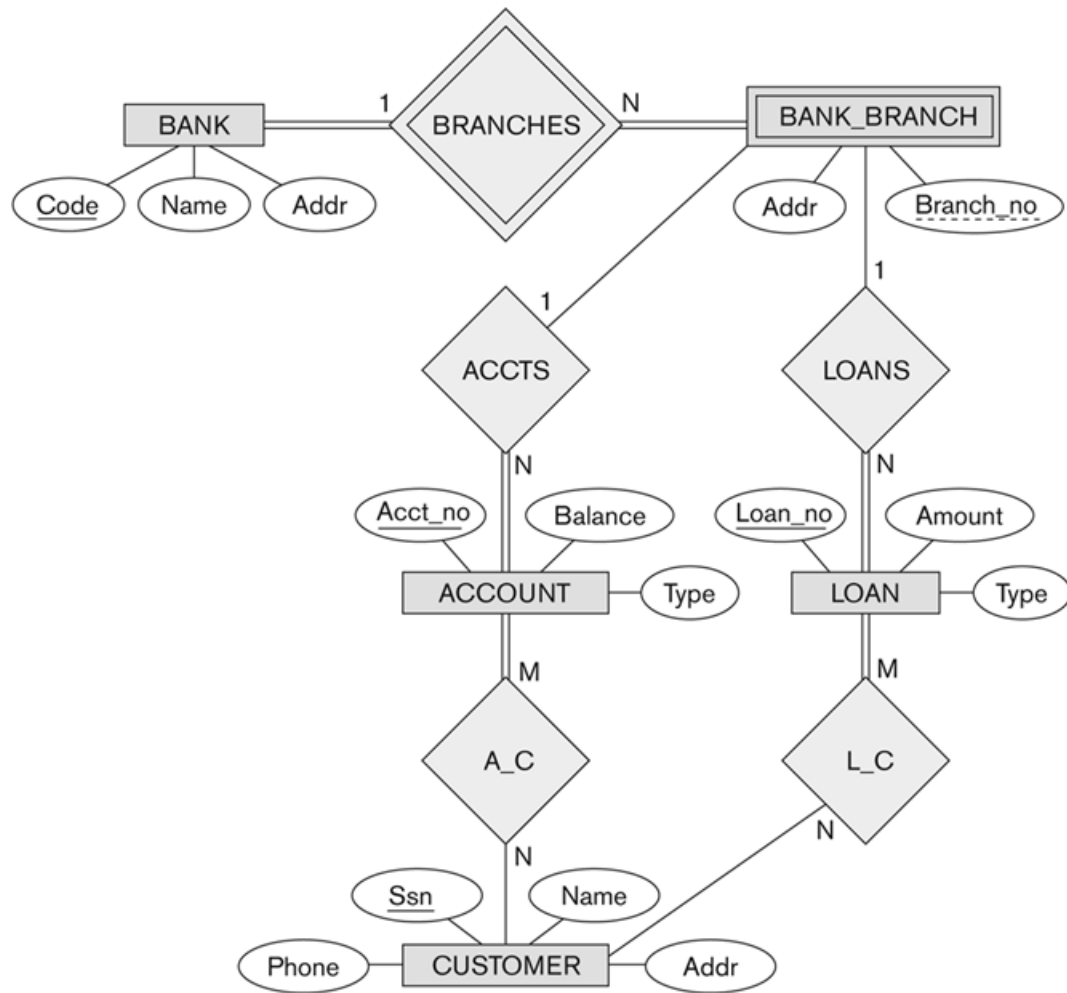 1
N
BANK
BRANCHES
BANK_BRANCH
Code
Name
Addr
Addr
Branch_no
1
1
ACCTS
LOANS
N
N
Acct_no
Balance
Loan_no
Amount
ACCOUNT
Type
LOAN
Type
M
M
A_C
L_C
N
N
Ssn
Name
Phone
CUSTOMER
Addr